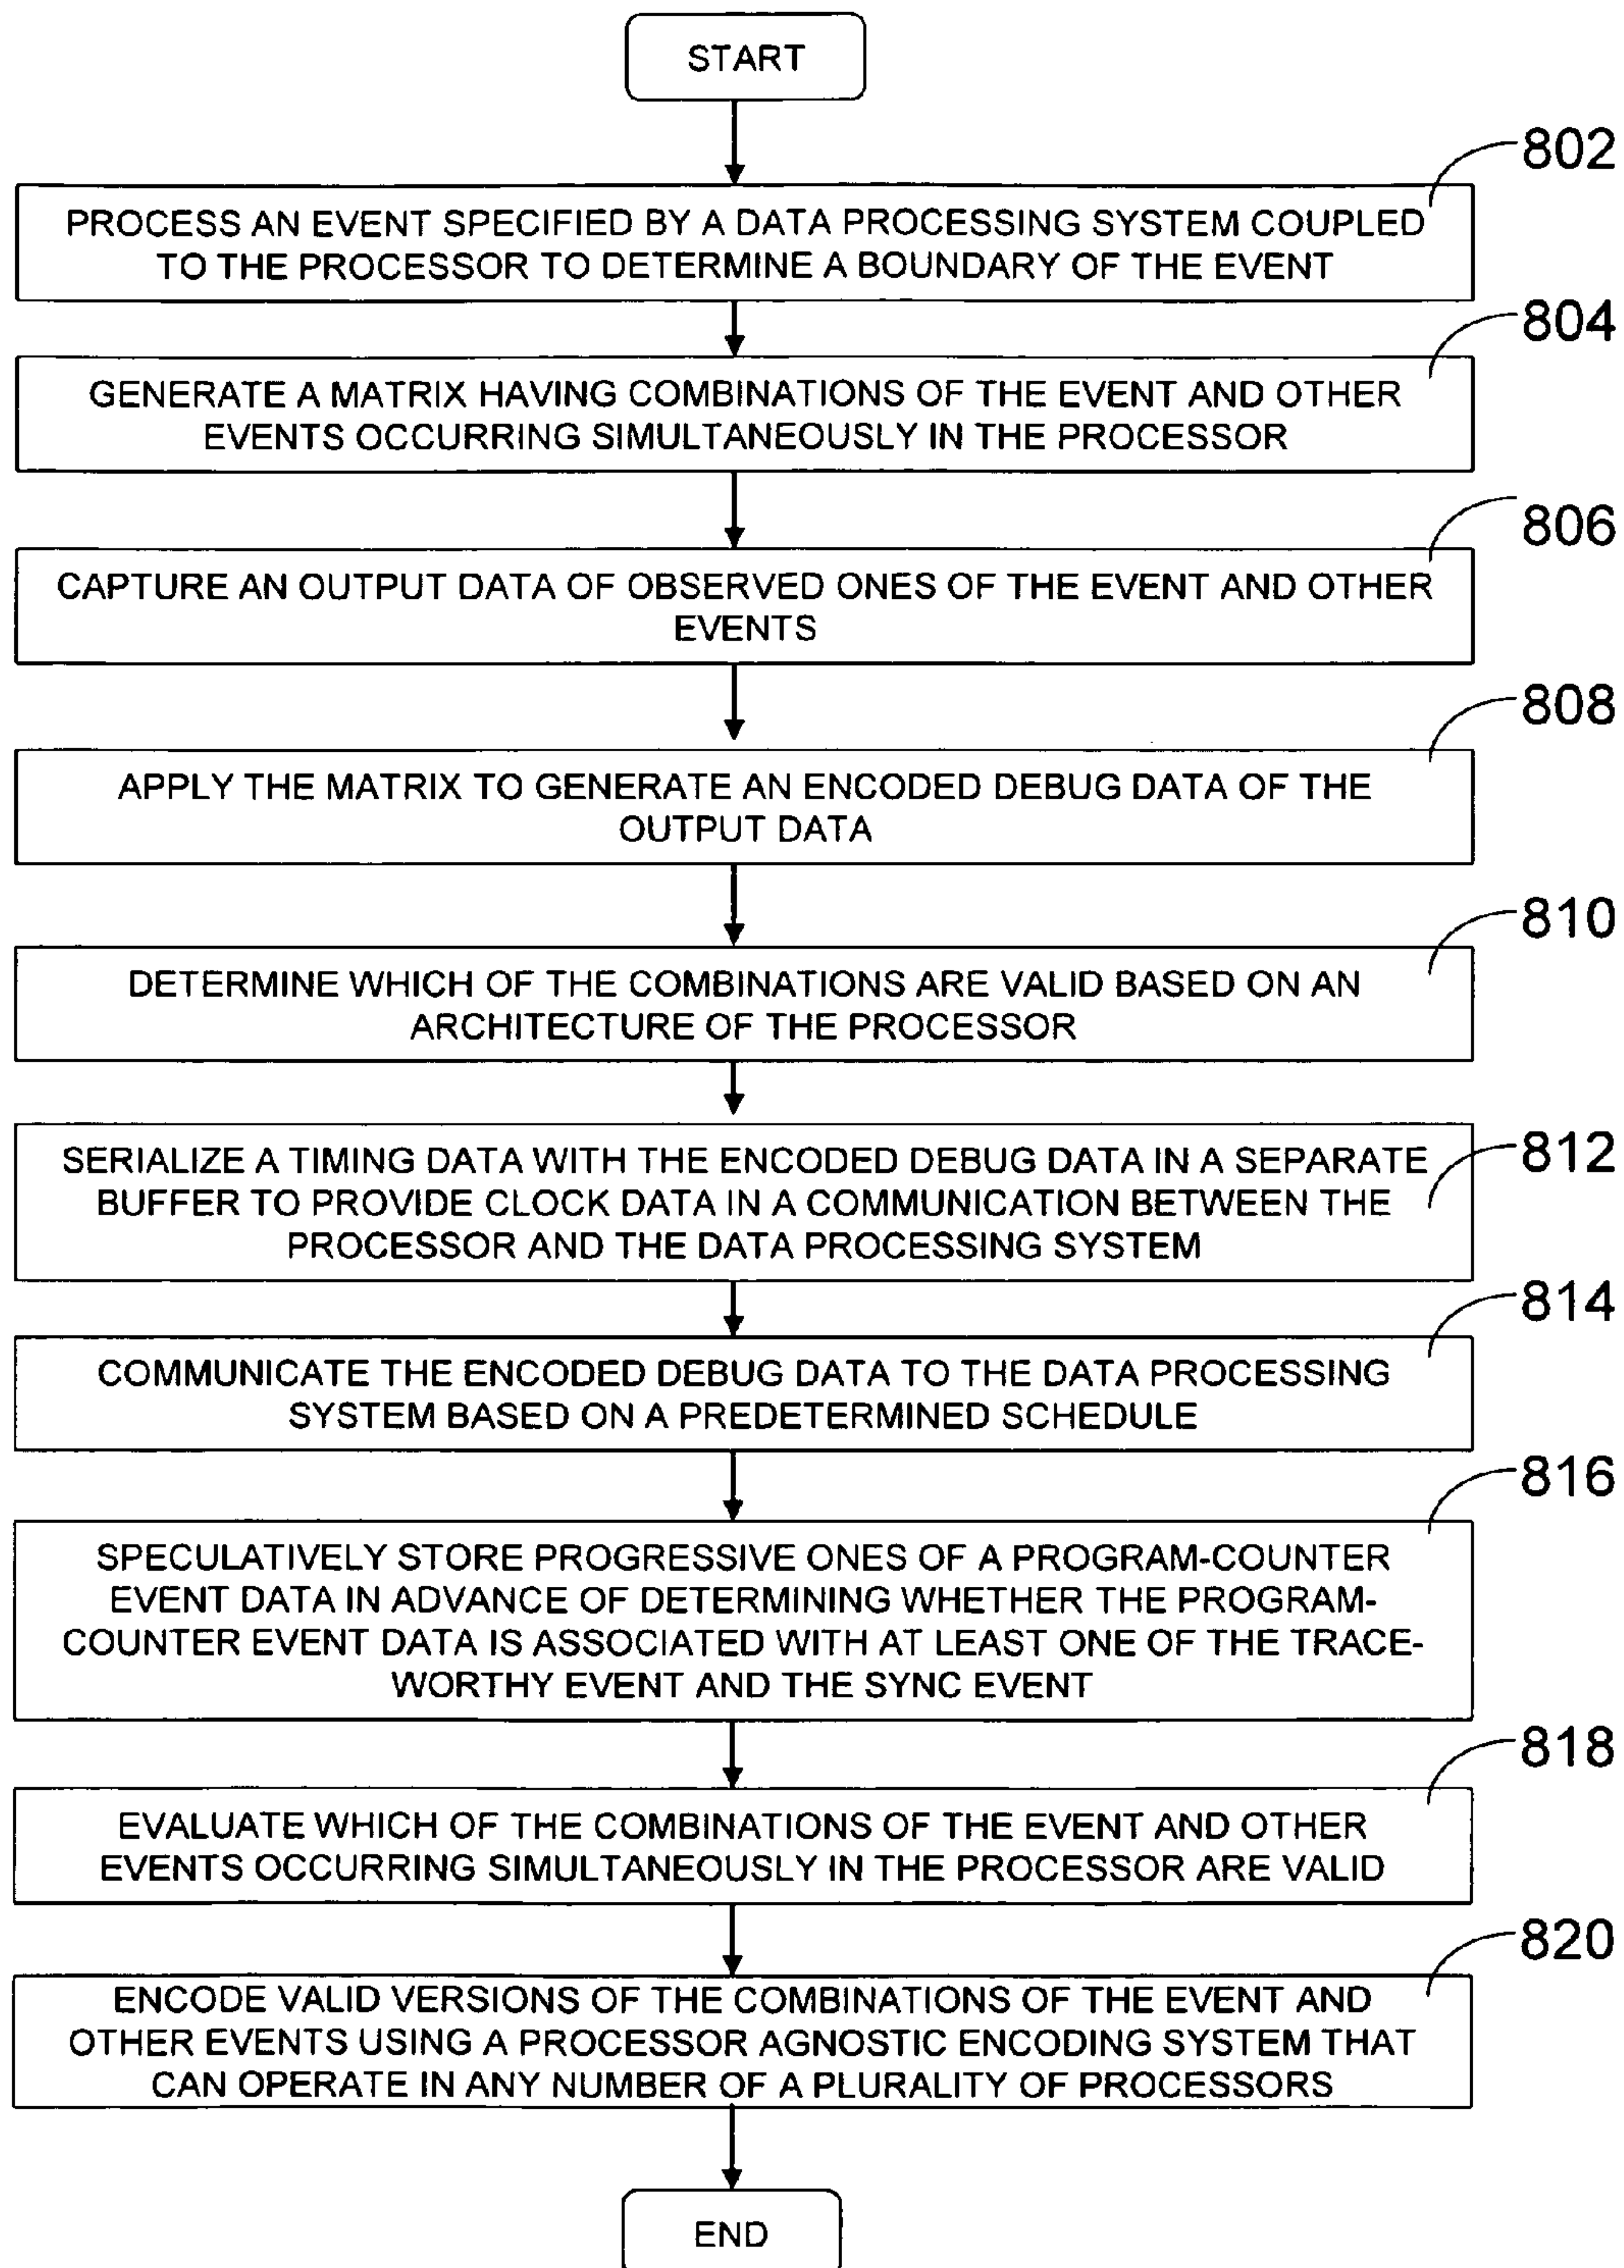 START
802
PROCESS AN EVENT SPECIFIED BY A DATA PROCESSING SYSTEM COUPLED
TO THE PROCESSOR TO DETERMINE A BOUNDARY OF THE EVENT
804
GENERATE A MATRIX HAVING COMBINATIONS OF THE EVENT AND OTHER
EVENTS OCCURRING SIMULTANEOUSLY IN THE PROCESSOR
806
CAPTURE AN OUTPUT DATA OF OBSERVED ONES OF THE EVENT AND OTHER
EVENTS
808
APPLY THE MATRIX TO GENERATE AN ENCODED DEBUG DATA OF THE
OUTPUT DATA
810
DETERMINE WHICH OF THE COMBINATIONS ARE VALID BASED ON AN
ARCHITECTURE OF THE PROCESSOR
812
SERIALIZE A TIMING DATA WITH THE ENCODED DEBUG DATA IN A SEPARATE
BUFFER TO PROVIDE CLOCK DATA IN A COMMUNICATION BETWEEN THE
PROCESSOR AND THE DATA PROCESSING SYSTEM
814
COMMUNICATE THE ENCODED DEBUG DATA TO THE DATA PROCESSING
SYSTEM BASED ON A PREDETERMINED SCHEDULE
816
SPECULATIVELY STORE PROGRESSIVE ONES OF A PROGRAM-COUNTER
EVENT DATA IN ADVANCE OF DETERMINING WHETHER THE PROGRAM-
COUNTER EVENT DATA IS ASSOCIATED WITH AT LEAST ONE OF THE TRACE-
WORTHY EVENT AND THE SYNC EVENT
818
EVALUATE WHICH OF THE COMBINATIONS OF THE EVENT AND OTHER
EVENTS OCCURRING SIMULTANEOUSLY IN THE PROCESSOR ARE VALID
820
ENCODE VALID VERSIONS OF THE COMBINATIONS OF THE EVENT AND
OTHER EVENTS USING A PROCESSOR AGNOSTIC ENCODING SYSTEM THAT
CAN OPERATE IN ANY NUMBER OF A PLURALITY OF PROCESSORS
END